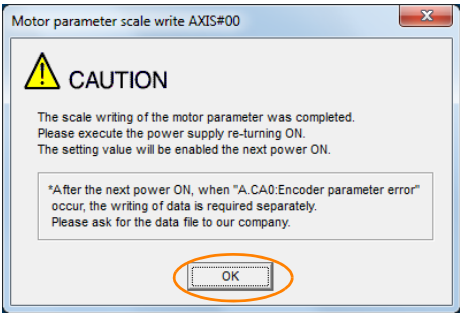 Motor parameter scale write AXIS#00
CAUTION
The scale writing of the motor parameter was completed.
Please execute the power supply re-turning ON.
The setting value will be enabled the next power ON.
*After the next power ON, when "A.CA0:Encoder parameter error"
occur, the writing of data is required separately.
Please ask for the data file to our company.
OK